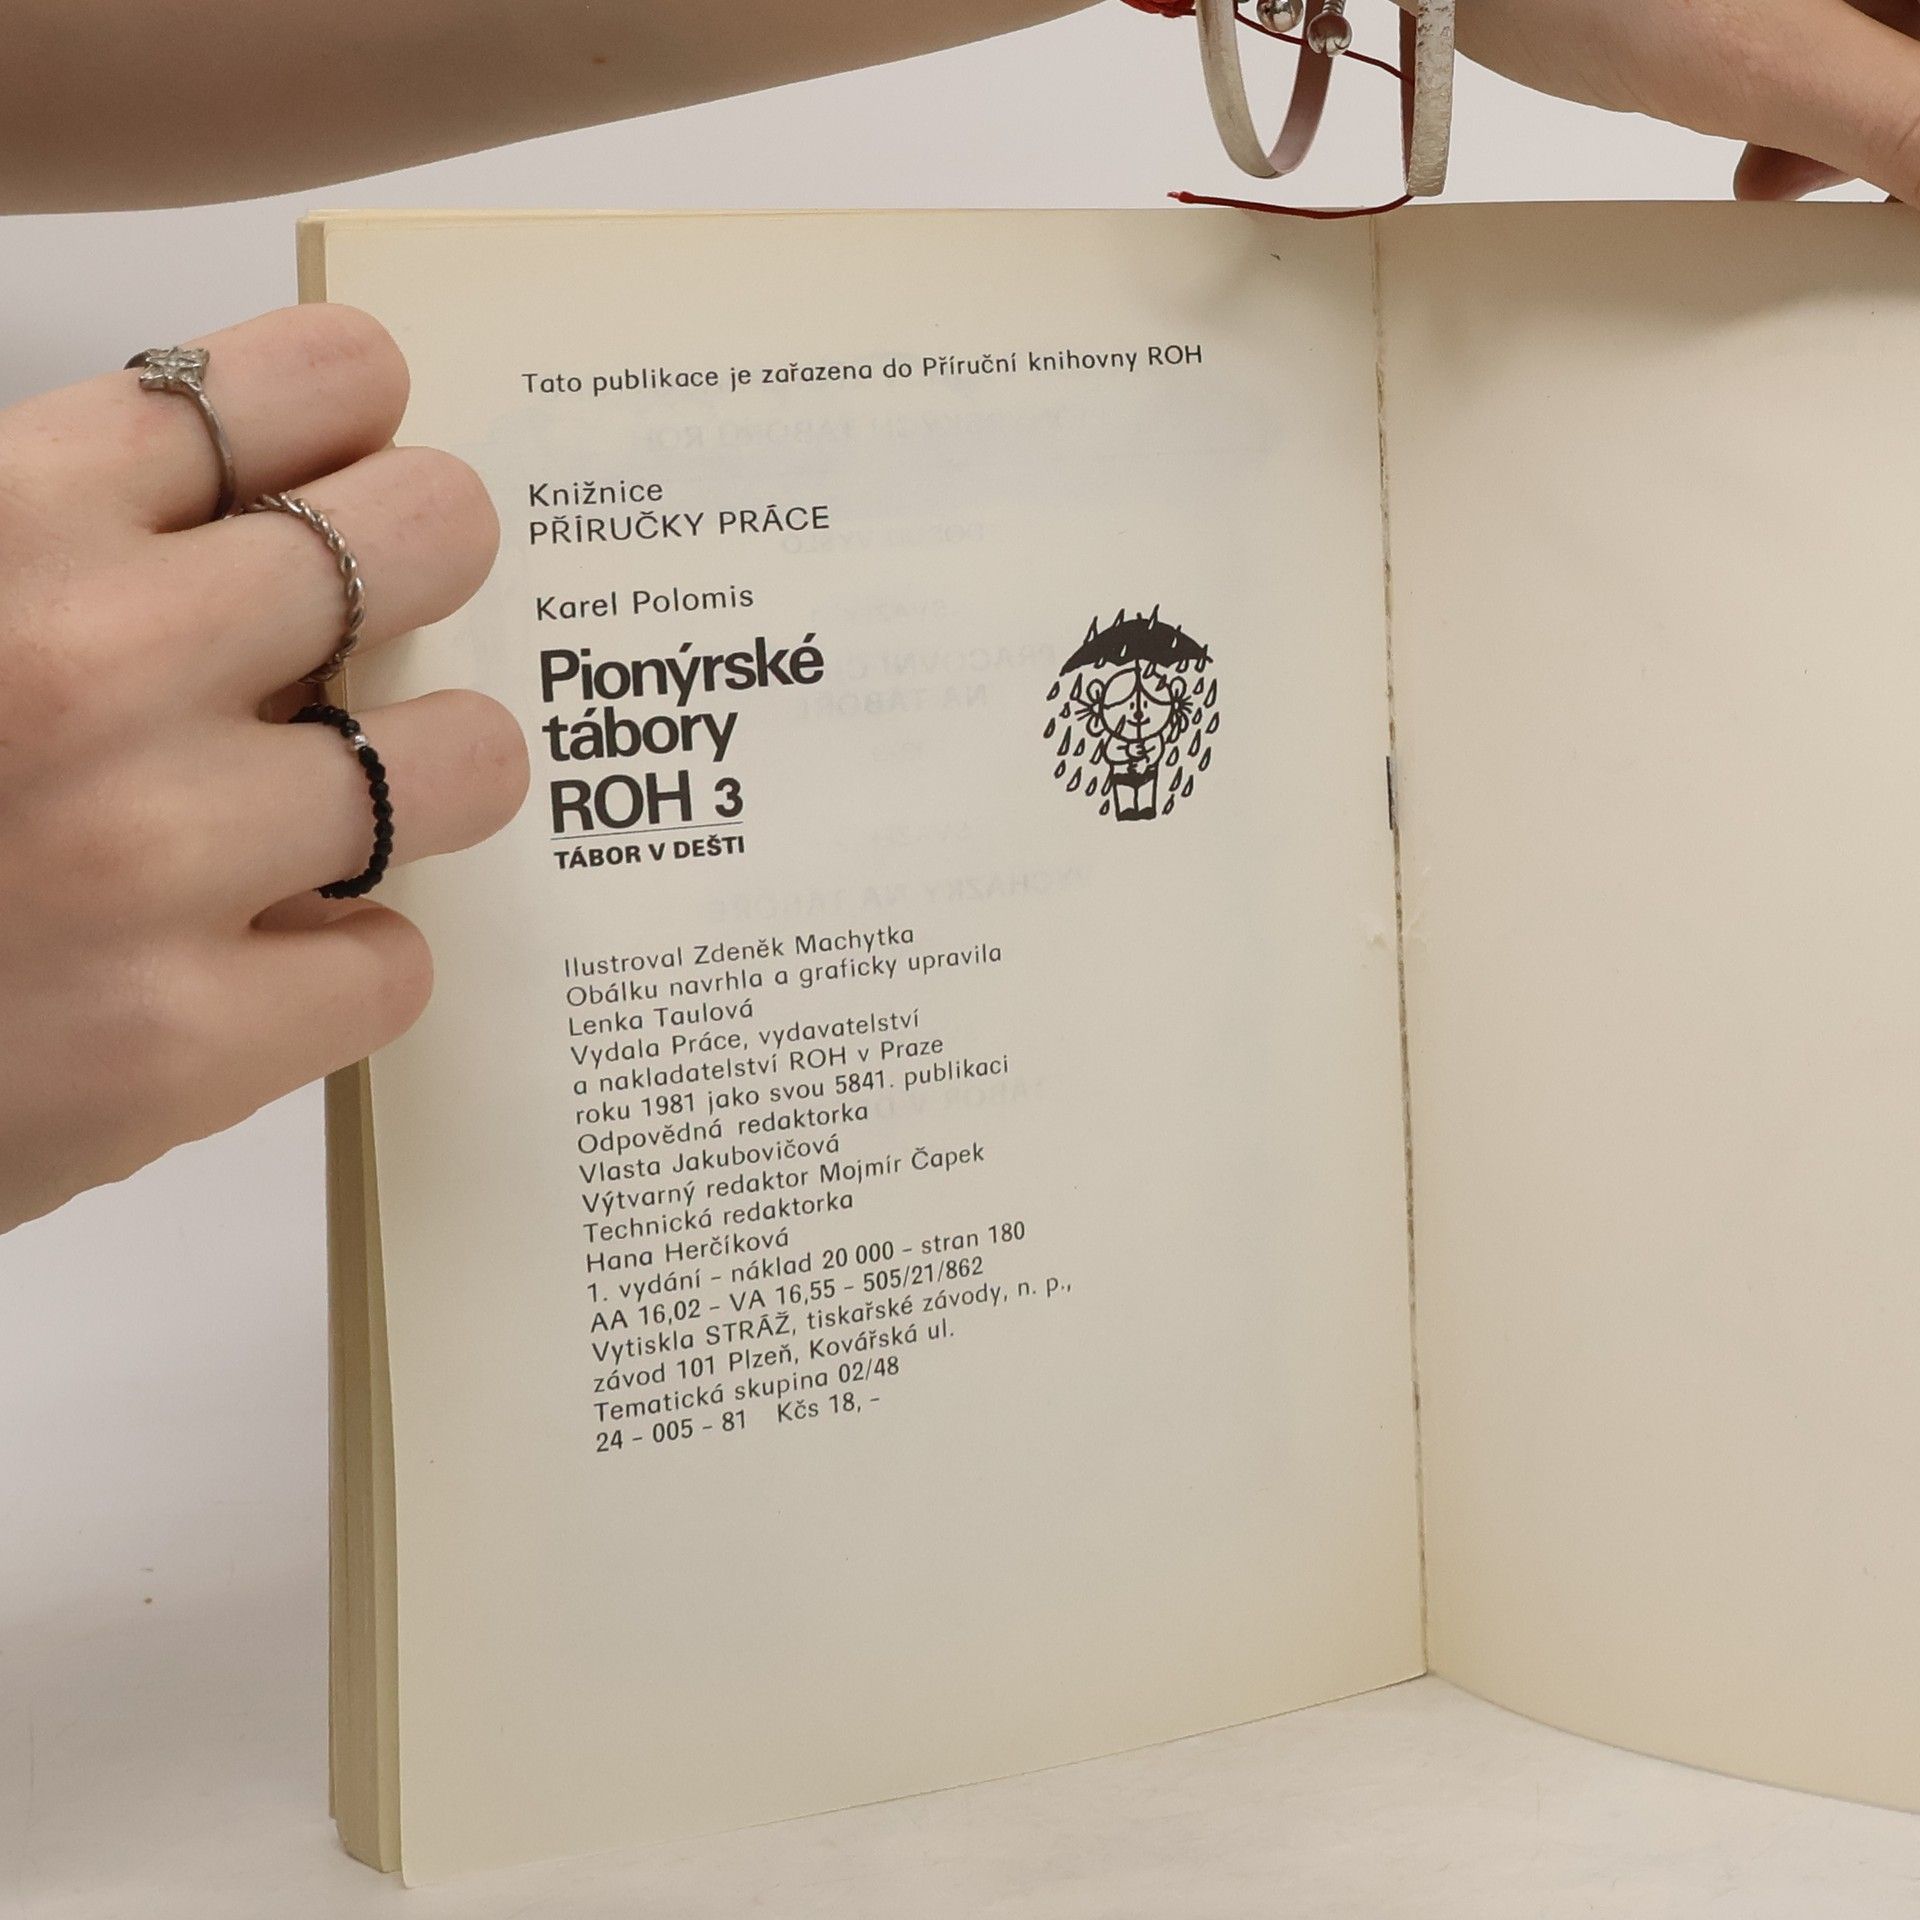 Tato publikace je zařazena do Příruční knihovny ROH
Knižnice
PŘÍRUČKY PRÁCE
Karel Polomis
Pionýrské
tábory
ROH 3
TÁBOR V DEŠTI
Ilustroval Zdeněk Machytka
Obálku navrhla a graficky upravila
Lenka Taulová
Vydala Práce, vydavatelství
a nakladatelství ROH v Praze
roku 1981 jako svou 5841. publikaci
Odpovědná redaktorka
Vlasta Jakubovičová
Výtvarný redaktor Mojmír Čapek
Technická redaktorka
Hana Herčíková
1. vydání – náklad 20 000 – stran 180
AA 16,02 – VA 16,55 – 505/21/862
Vytiskla STRÁŽ, tiskařské závody, n. p.,
závod 101 Plzeň, Kovářská ul.
Tematická skupina 02/48
24 – 005 – 81 Kčs 18, –